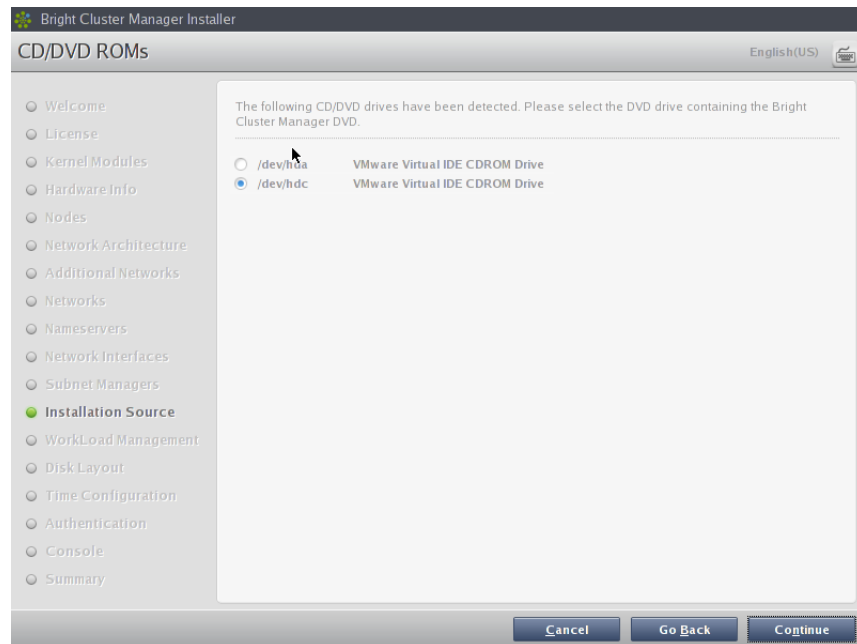 Bright Cluster Manager Installer
CD/DVD ROMs
English(US)
Welcome
License
Kernel Modules
Hardware Info
Nodes
Network Architecture
Additional Networks
Networks
Nameservers
Network Interfaces
Subnet Managers
Installation Source
WorkLoad Management
Disk Layout
Time Configuration
Authentication
Console
Summary
The following CD/DVD drives have been detected. Please select the DVD drive containing the Bright
Cluster Manager DVD.
/dev/hda VMware Virtual IDE CDROM Drive
/dev/hdc VMware Virtual IDE CDROM Drive
Cancel
Go Back
Continue